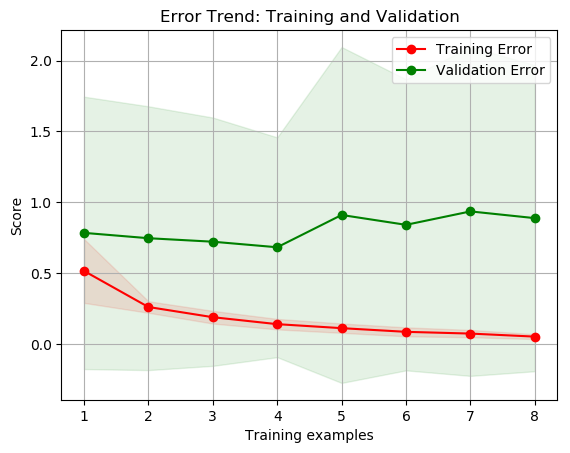 Error Trend: Training and Validation
Training Error
Validation Error
Score
2.0
1.5
1.0
0.5
0.0
1 2 3 4 5 6 7 8
Training examples